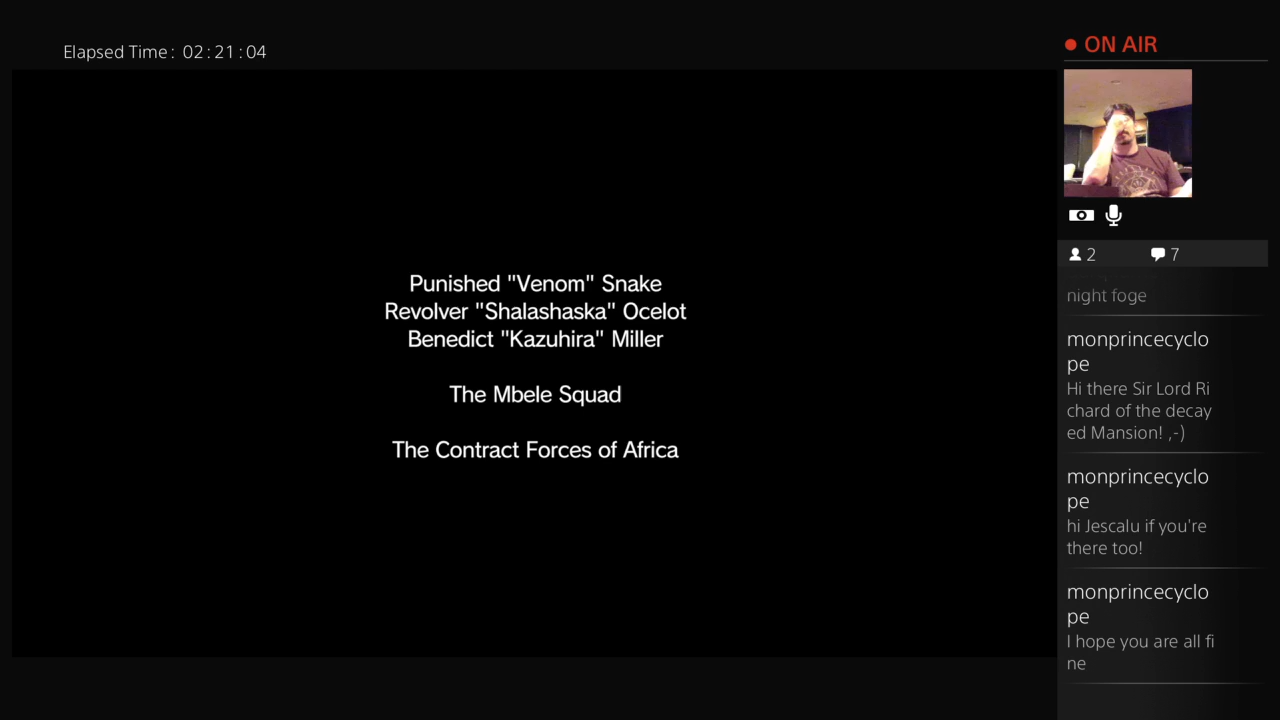 Elapsed Time: 02:21:04
ON AIR
Punished "Venom" Snake
Revolver "Shalashaska" Ocelot
Benedict "Kazuhira" Miller
The Mbele Squad
The Contract Forces of Africa
2
7
night foge
monprincecyclo
pe
Hi there Sir Lord Ri
chard of the decay
ed Mansion! ,-)
monprincecyclo
pe
hi Jescalu if you're
there too!
monprincecyclo
pe
I hope you are all fi
ne